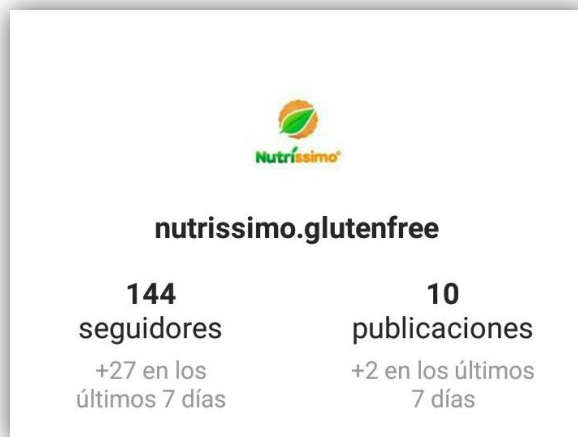 Nutríssimo®
nutrissimo.glutenfree
144
seguidores
+27 en los
últimos 7 días
10
publicaciones
+2 en los últimos
7 días